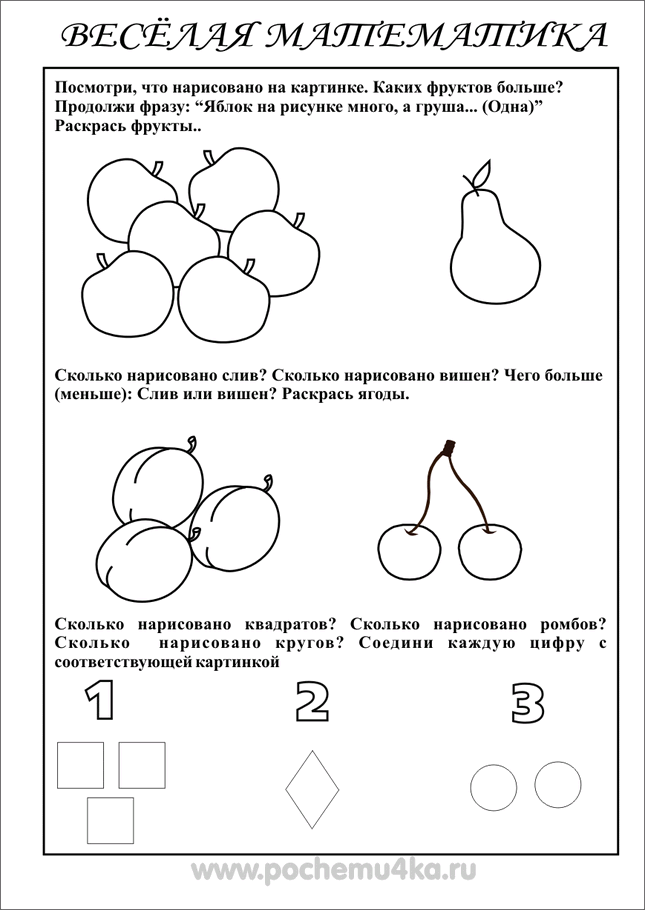 ВЕСЁЛАЯ МАТЕМАТИКА
Посмотри, что нарисовано на картинке. Каких фруктов больше?
Продолжи фразу: “Яблок на рисунке много, а груша... (Одна)”
Раскрась фрукты..
Сколько нарисовано слив? Сколько нарисовано вишен? Чего больше
(меньше): Слив или вишен? Раскрась ягоды.
Сколько нарисовано квадратов? Сколько нарисовано ромбов?
Сколько нарисовано кругов? Соедини каждую цифру с
соответствующей картинкой
1 2 3
www.pochemu4ka.ru